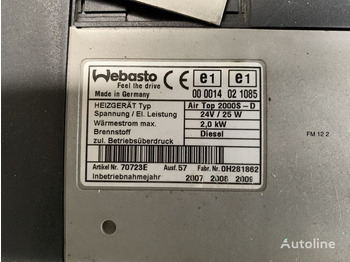 Webasto
Feel the drive
Made in Germany
CE e1 e1
00 0014 02 1085
HEIZGERÄT Typ Air Top 2000S-D
Spannung / El. Leistung 24V / 25 W
Wärmestrom max. 2,0 kW
Brennstoff Diesel
zul. Betriebsüberdruck
Artikel Nr. 70723E Ausf. 57 Fabr. Nr. 0H281862
Inbetriebnahmejahr 2007 2008 2009
FM 12 2
autoline